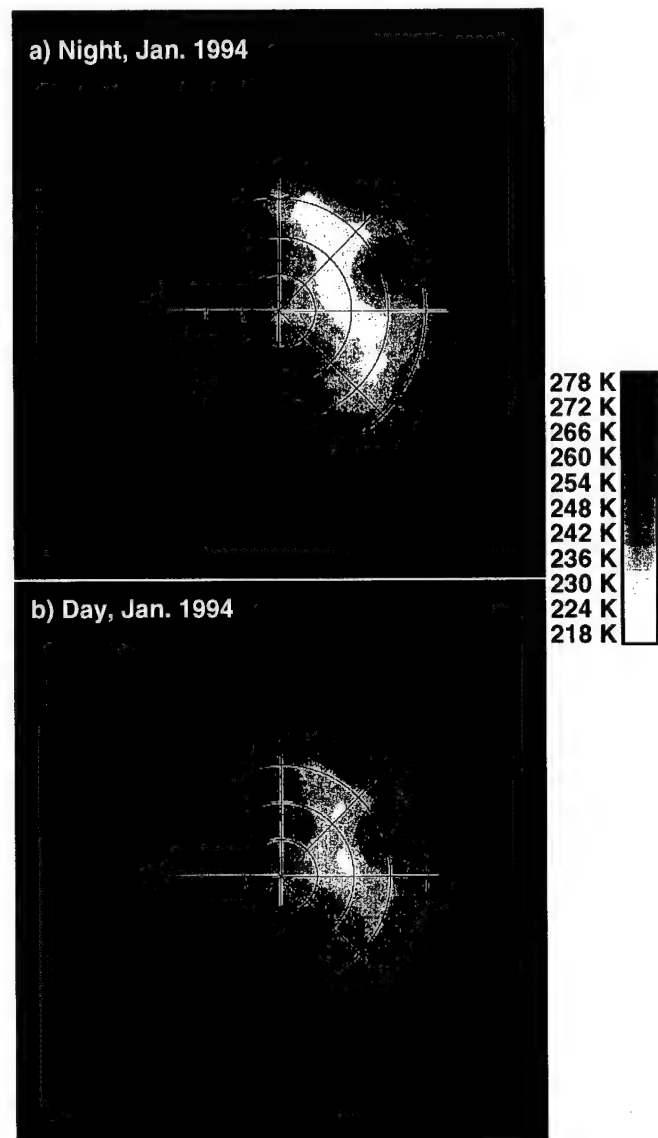 a) Night, Jan. 1994
278 K
272 K
266 K
260 K
254 K
248 K
242 K
236 K
230 K
224 K
218 K
b) Day, Jan. 1994